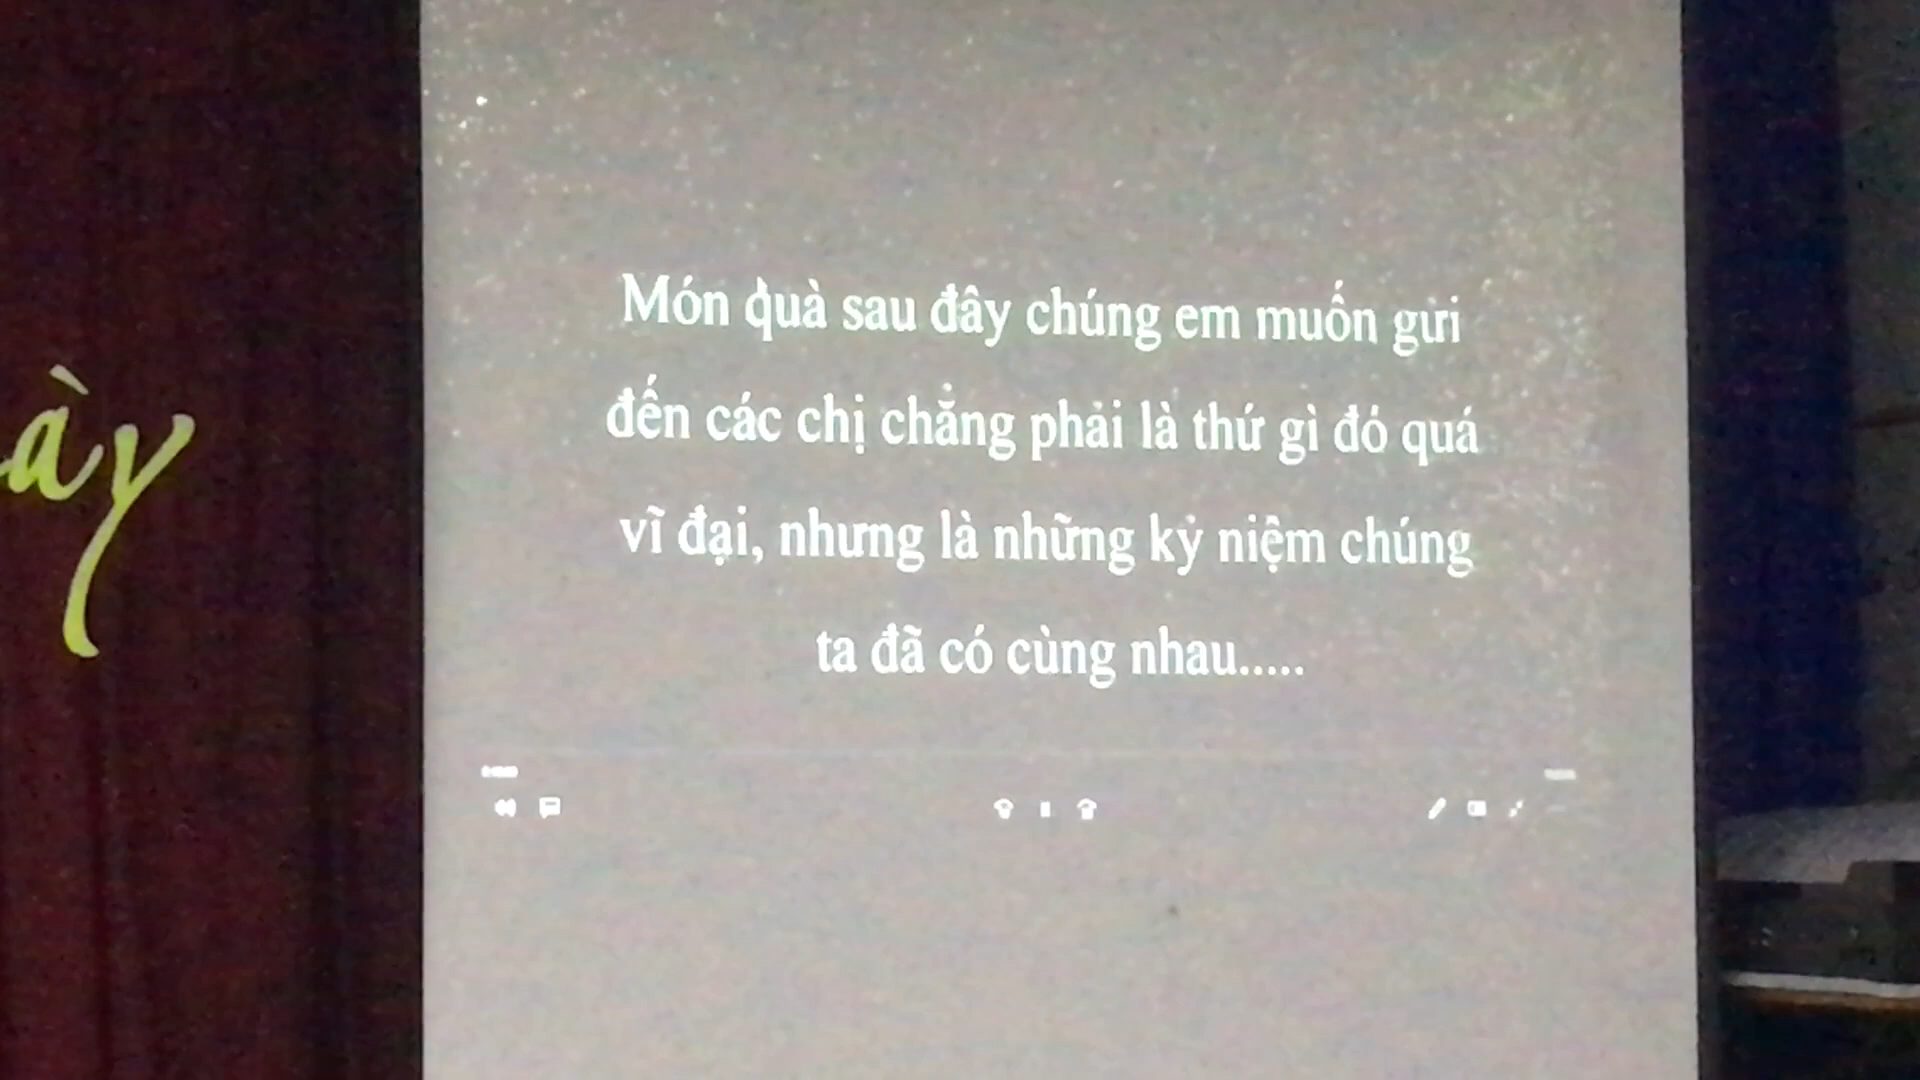 ày
Món quà sau đây chúng em muốn gửi
đến các chị chẳng phải là thứ gì đó quá
vĩ đại, nhưng là những kỷ niệm chúng
ta đã có cùng nhau.....